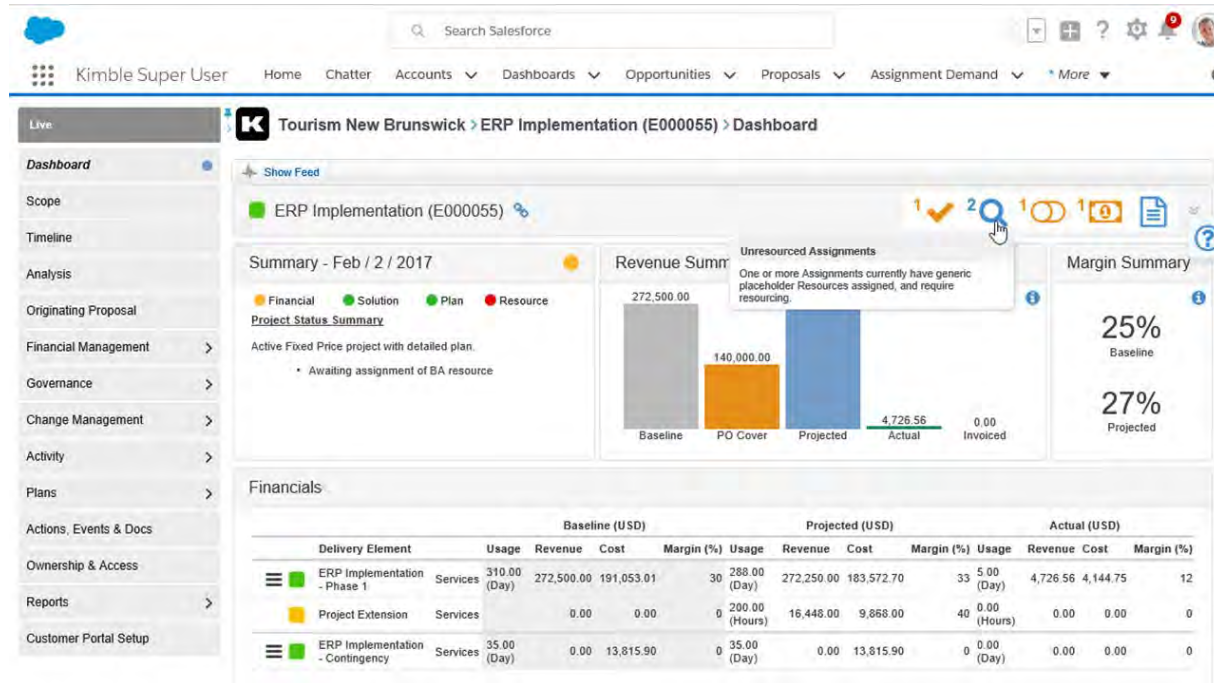 Search Salesforce
9
Kimble Super User
Home
Chatter
Accounts
Dashboards
Opportunities
Proposals
Assignment Demand
* More
Live
Dashboard
Scope
Timeline
Analysis
Originating Proposal
Financial Management
Governance
Change Management
Activity
Plans
Actions, Events & Docs
Ownership & Access
Reports
Customer Portal Setup
K
Tourism New Brunswick > ERP Implementation (E000055) > Dashboard
Show Feed
ERP Implementation (E000055)
1
2
1
1
Unresourced Assignments
One or more Assignments currently have generic
placeholder Resources assigned, and require
resourcing.
Summary - Feb / 2 / 2017
Financial Solution Plan Resource
Project Status Summary
Active Fixed Price project with detailed plan.
• Awaiting assignment of BA resource
Revenue Summ
272,500.00
140,000.00
4,726.56
0.00
Baseline PO Cover Projected Actual Invoiced
Margin Summary
25%
Baseline
27%
Projected
Financials
Baseline (USD) Projected (USD) Actual (USD)
Delivery Element Usage Revenue Cost Margin (%) Usage Revenue Cost Margin (%) Usage Revenue Cost Margin (%)
ERP Implementation - Phase 1 Services 310.00 (Day) 272,500.00 191,053.01 30 288.00 (Day) 272,250.00 183,572.70 33 5.00 (Day) 4,726.56 4,144.75 12
Project Extension Services 0.00 0.00 0 200.00 (Hours) 16,448.00 9,868.00 40 0.00 (Hours) 0.00 0.00 0
ERP Implementation - Contingency Services 35.00 (Day) 0.00 13,815.90 0 35.00 (Day) 0.00 13,815.90 0 0.00 (Day) 0.00 0.00 0